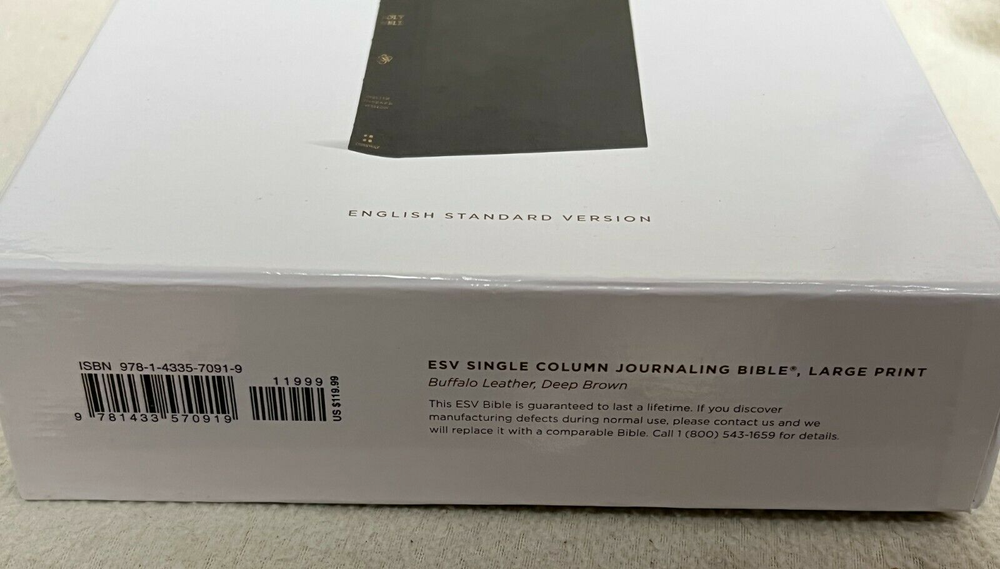 HOLY
BIBLE
ENGLISH STANDARD VERSION
ISBN 978-1-4335-7091-9
11999
US $119.99
9 781433 570919
ESV SINGLE COLUMN JOURNALING BIBLE®, LARGE PRINT
Buffalo Leather, Deep Brown
This ESV Bible is guaranteed to last a lifetime. If you discover
manufacturing defects during normal use, please contact us and we
will replace it with a comparable Bible. Call 1 (800) 543-1659 for details.